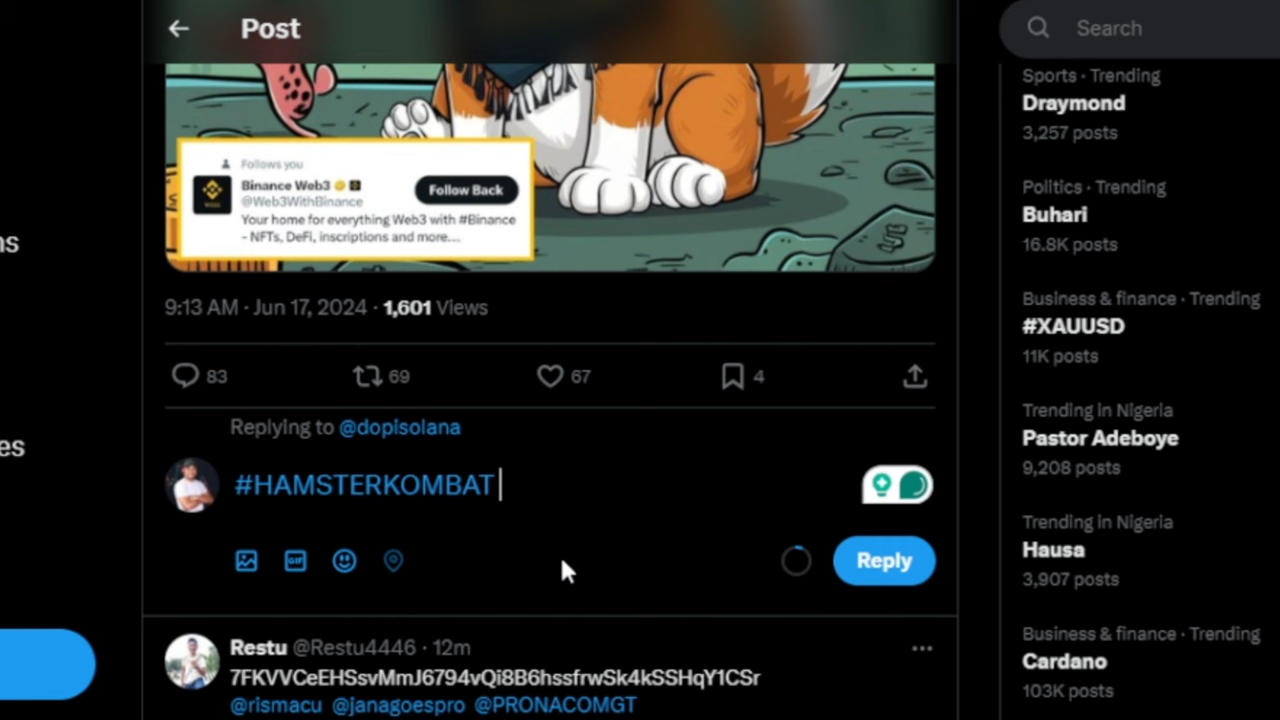 Post
Search
Follows you
Binance Web3
@Web3WithBinance
Follow Back
Your home for everything Web3 with #Binance
- NFTs, DeFi, inscriptions and more...
9:13 AM · Jun 17, 2024 · 1,601 Views
83 69 67 4
Replying to @dopisolana
#HAMSTERKOMBAT
GIF
Reply
Restu @Restu4446 · 12m
7FKVVCeEHSsvMmJ6794vQi8B6hssfrwSk4kSSHqY1CSr
@rismacu @janagoespro @PRONACOMGT
ns
es
Sports · Trending
Draymond
3,257 posts
Politics · Trending
Buhari
16.8K posts
Business & finance · Trending
#XAUUSD
11K posts
Trending in Nigeria
Pastor Adeboye
9,208 posts
Trending in Nigeria
Hausa
3,907 posts
Business & finance · Trending
Cardano
103K posts